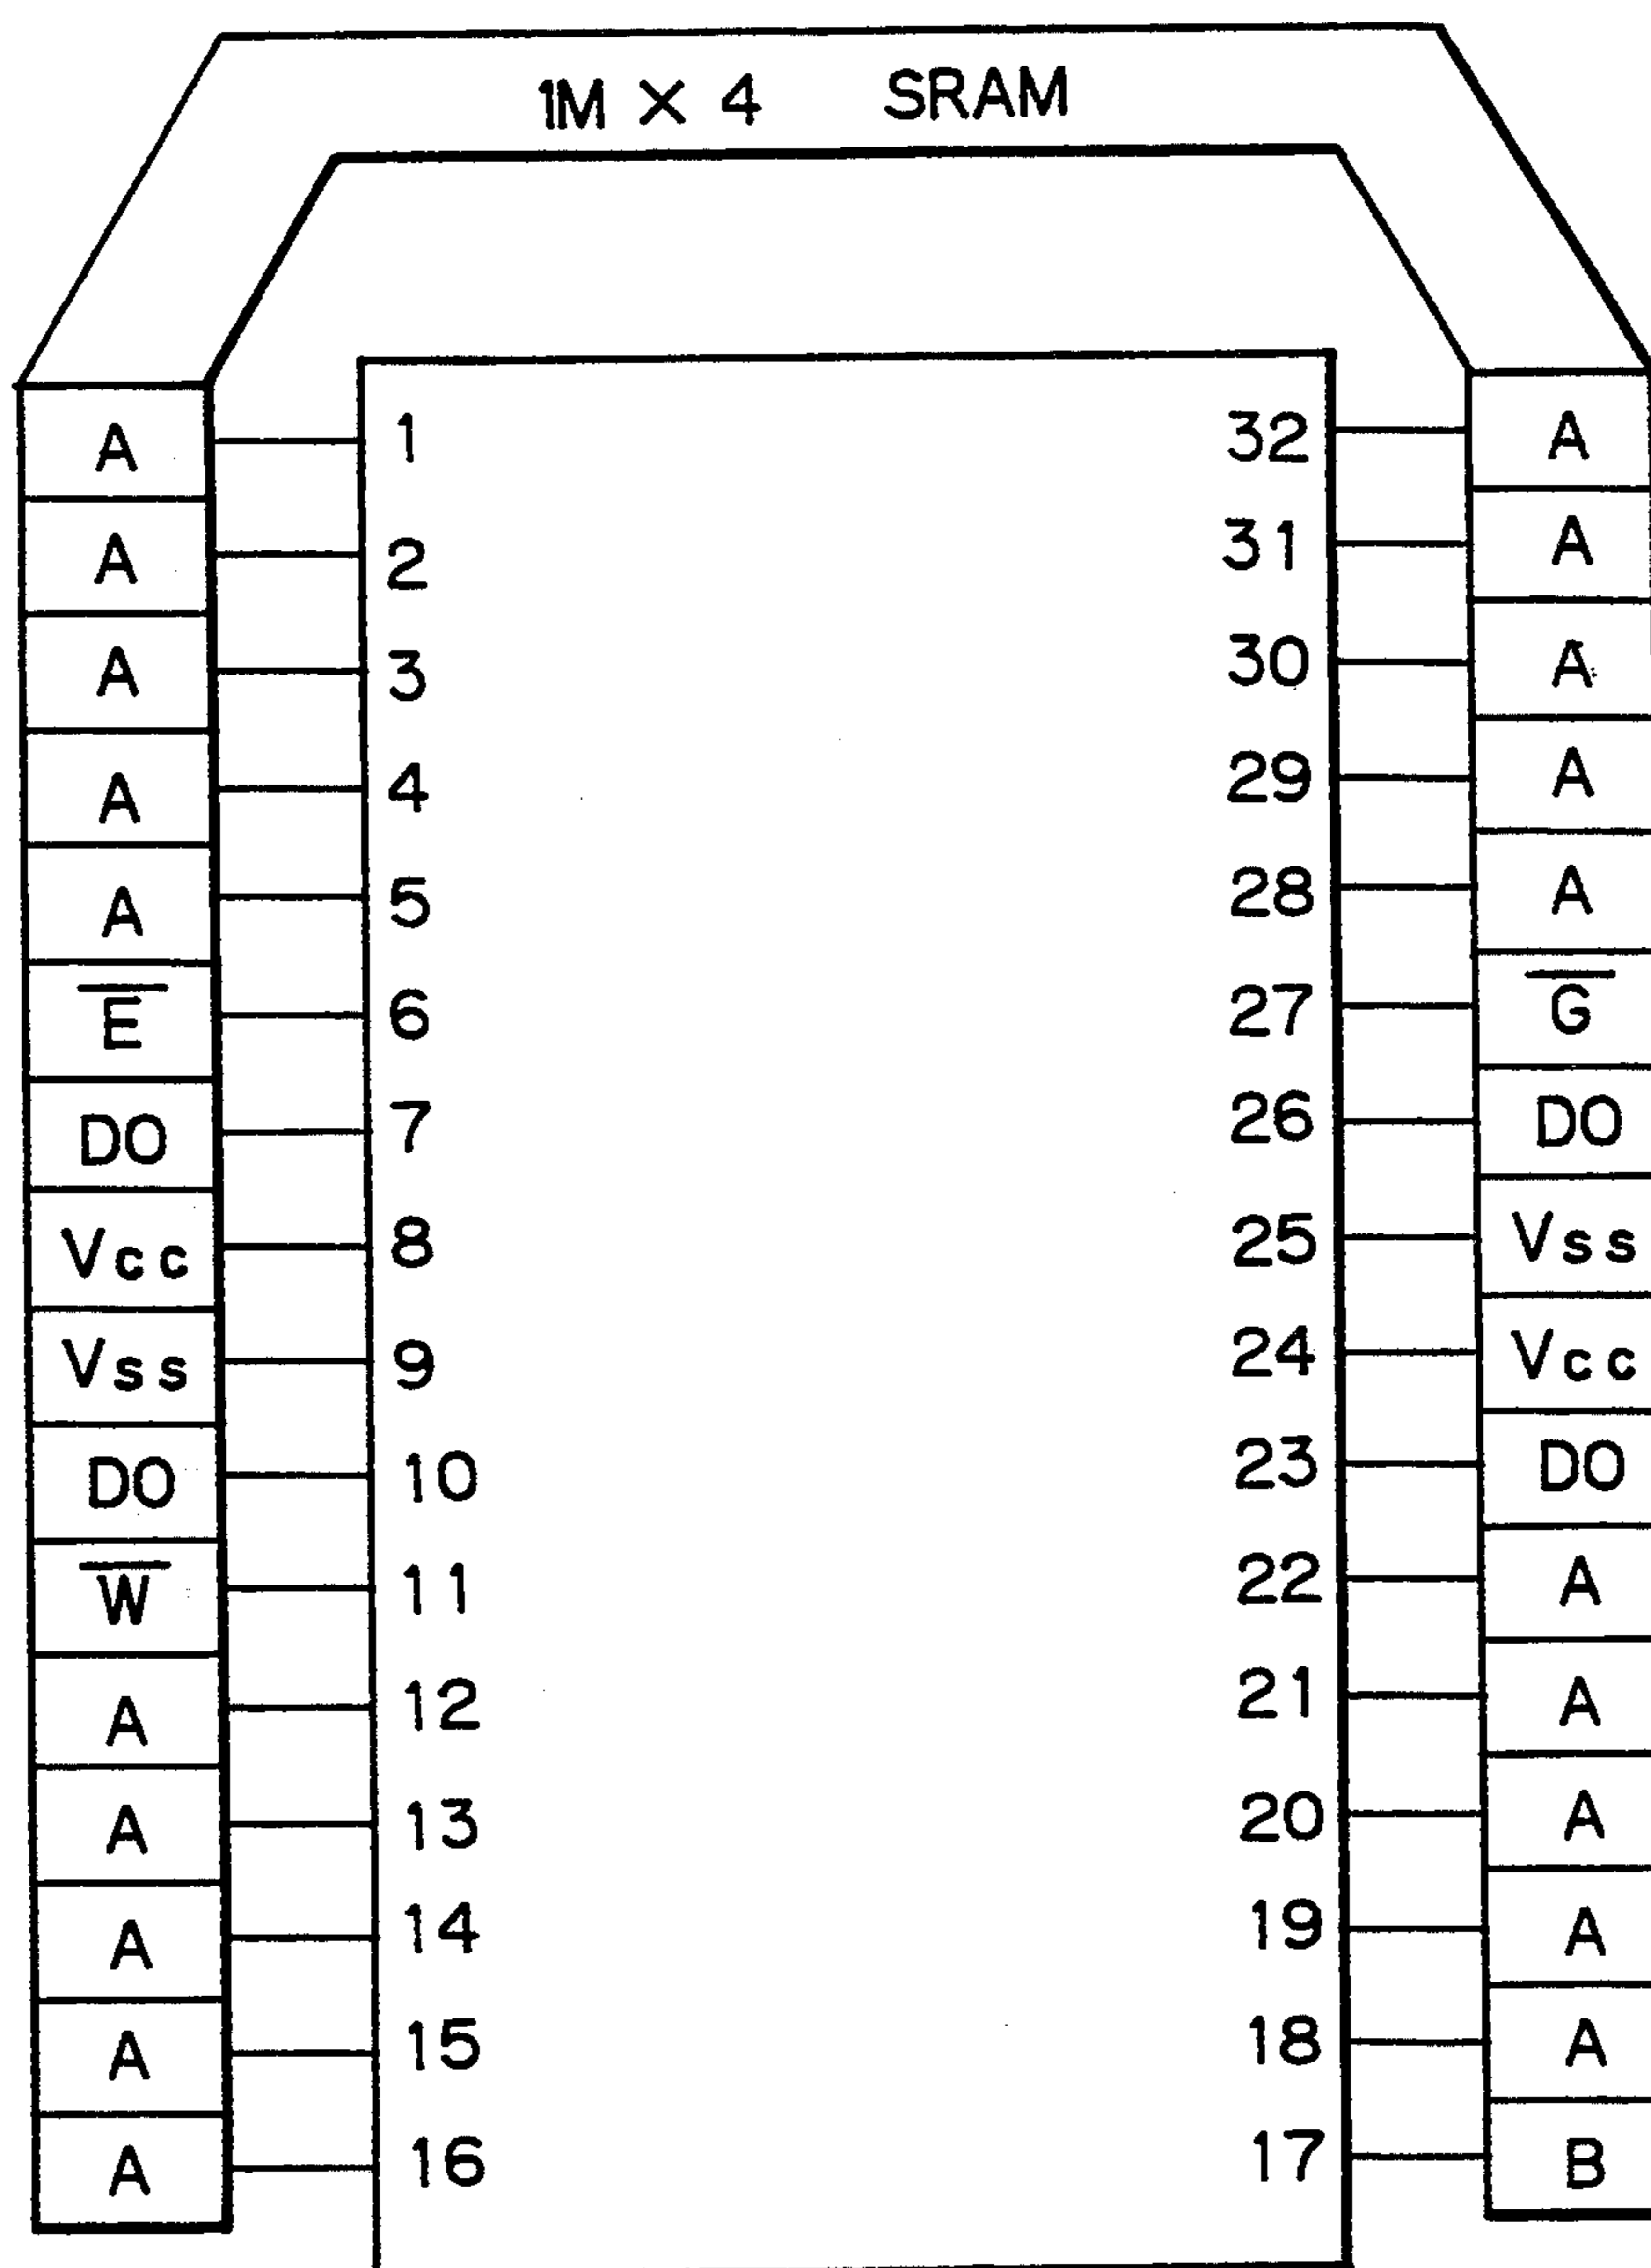 1M × 4 SRAM
A 1 32 A
A 2 31 A
A 3 30 A
A 4 29 A
A 5 28 A
E̅ 6 27 G̅
DO 7 26 DO
Vcc 8 25 Vss
Vss 9 24 Vcc
DO 10 23 DO
W̅ 11 22 A
A 12 21 A
A 13 20 A
A 14 19 A
A 15 18 A
A 16 17 B